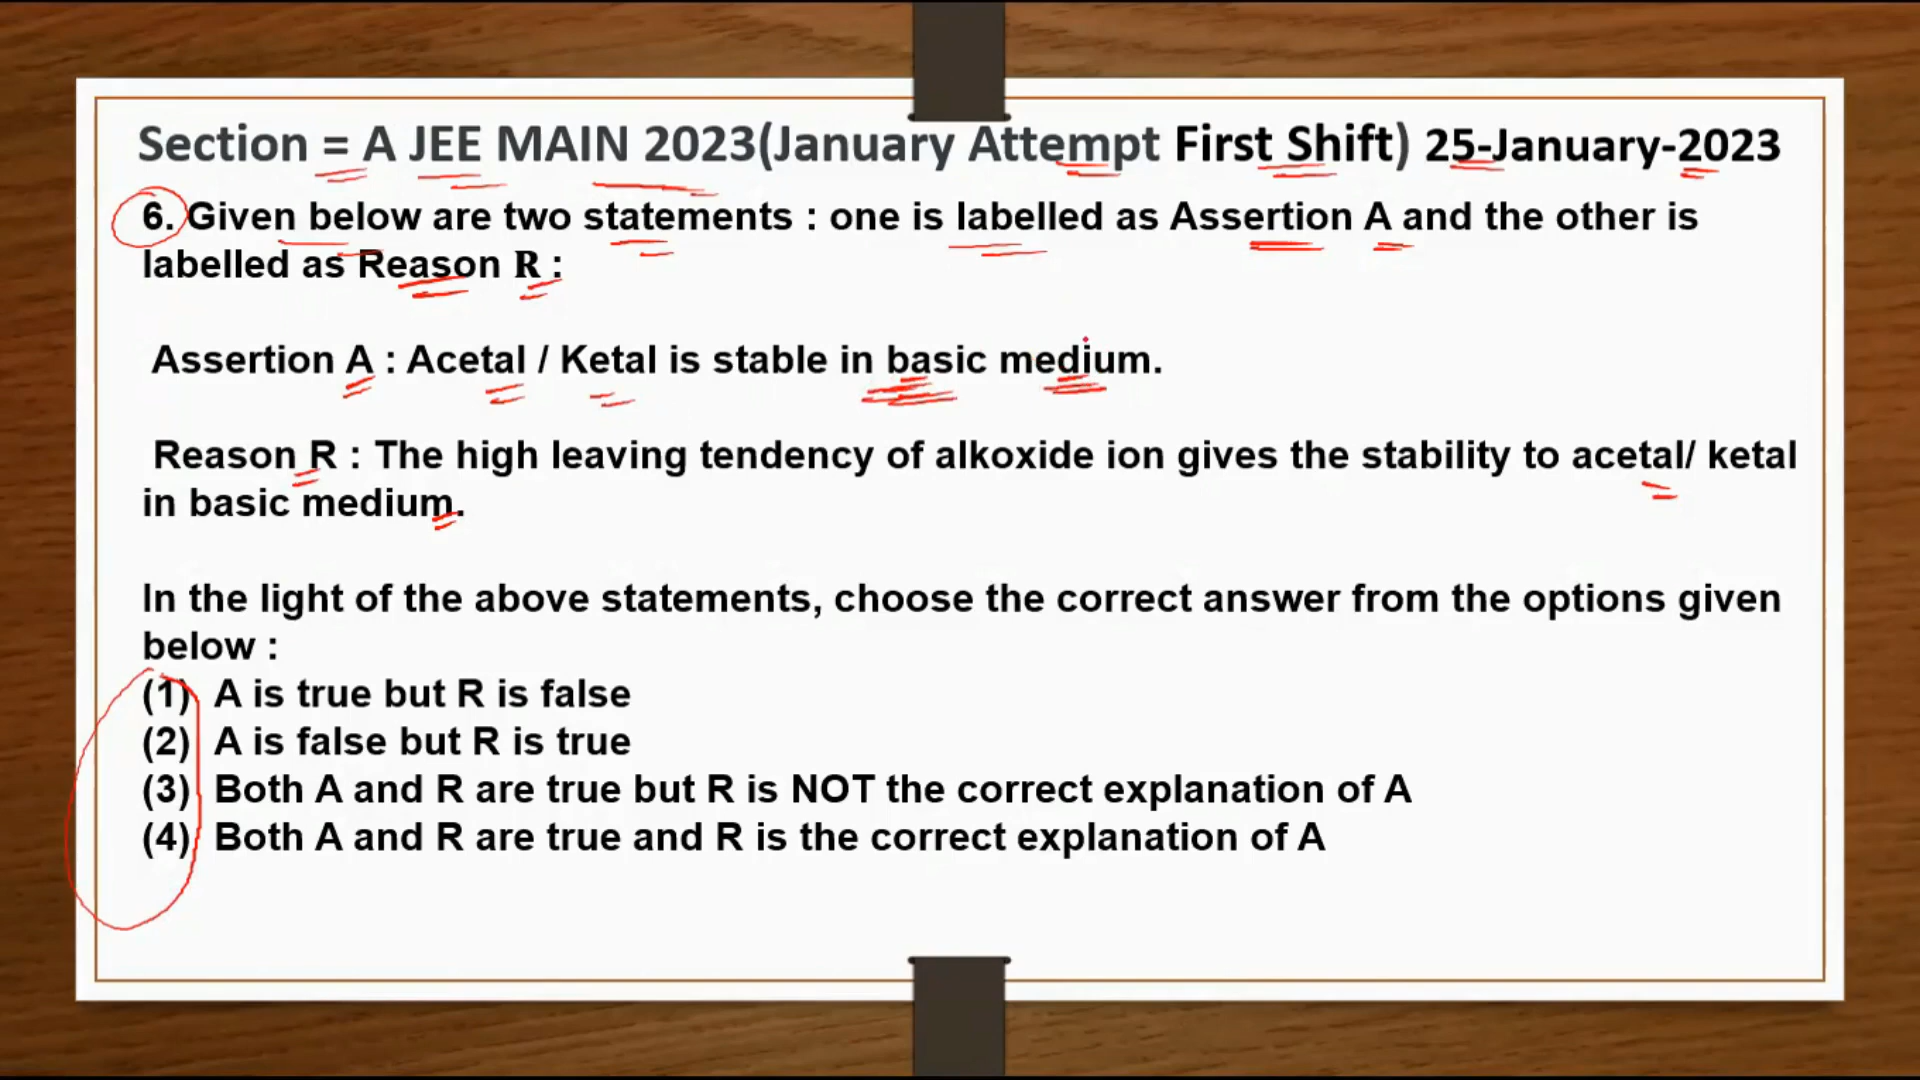 Section = A JEE MAIN 2023(January Attempt First Shift) 25-January-2023
6. Given below are two statements : one is labelled as Assertion A and the other is
labelled as Reason R :
Assertion A : Acetal / Ketal is stable in basic medium.
Reason R : The high leaving tendency of alkoxide ion gives the stability to acetal/ ketal
in basic medium.
In the light of the above statements, choose the correct answer from the options given
below :
(1) A is true but R is false
(2) A is false but R is true
(3) Both A and R are true but R is NOT the correct explanation of A
(4) Both A and R are true and R is the correct explanation of A